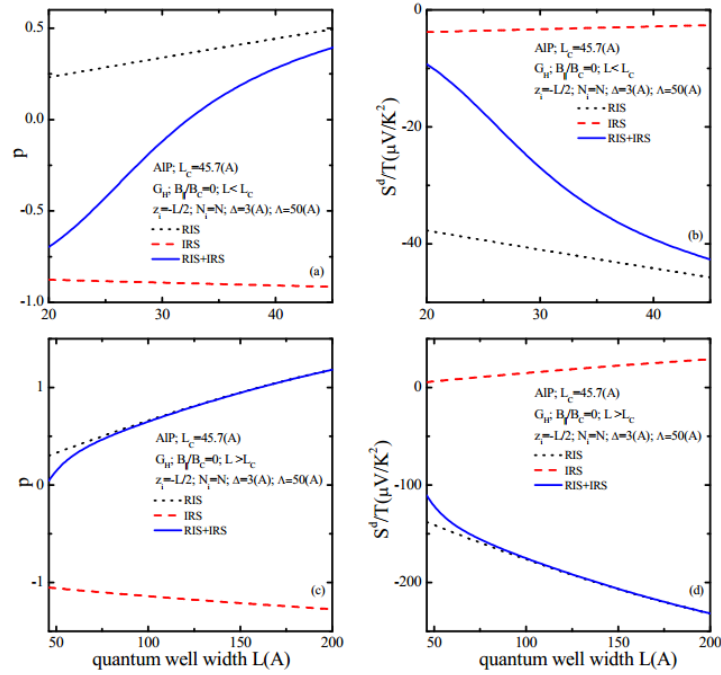 0.5
0.0
-0.5
-1.0
20
30
40
p
AlP; L_C=45.7(A)
G_H; B_∥/B_C=0; L< L_C
z_i=-L/2; N_i=N; Δ=3(A); Λ=50(A)
RIS
IRS
RIS+IRS
(a)
0
-20
-40
20
30
40
S^d/T(μV/K^2)
AlP; L_C=45.7(A)
G_H; B_∥/B_C=0; L< L_C
z_i=-L/2; N_i=N; Δ=3(A); Λ=50(A)
RIS
IRS
RIS+IRS
(b)
1
0
-1
50
100
150
200
p
quantum well width L(A)
AlP; L_C=45.7(A)
G_H; B_∥/B_C=0; L >L_C
z_i=-L/2; N_i=N; Δ=3(A); Λ=50(A)
RIS
IRS
RIS+IRS
(c)
0
-100
-200
50
100
150
200
S^d/T(μV/K^2)
quantum well width L(A)
AlP; L_C=45.7(A)
G_H; B_∥/B_C=0; L >L_C
z_i=-L/2; N_i=N; Δ=3(A); Λ=50(A)
RIS
IRS
RIS+IRS
(d)